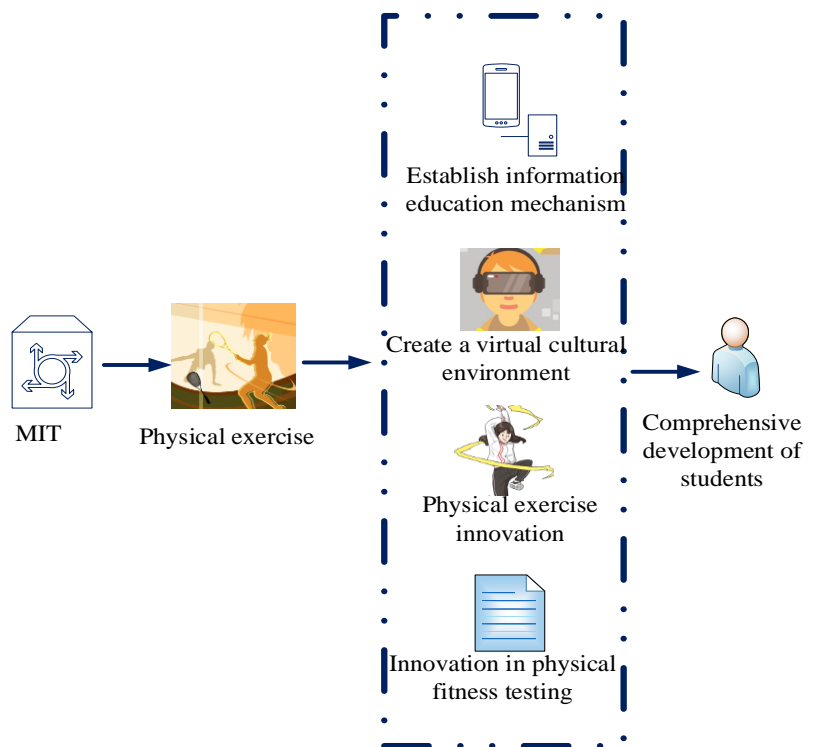 MIT
Physical exercise
Establish information
education mechanism
Create a virtual cultural
environment
Physical exercise
innovation
Innovation in physical
fitness testing
Comprehensive
development of
students